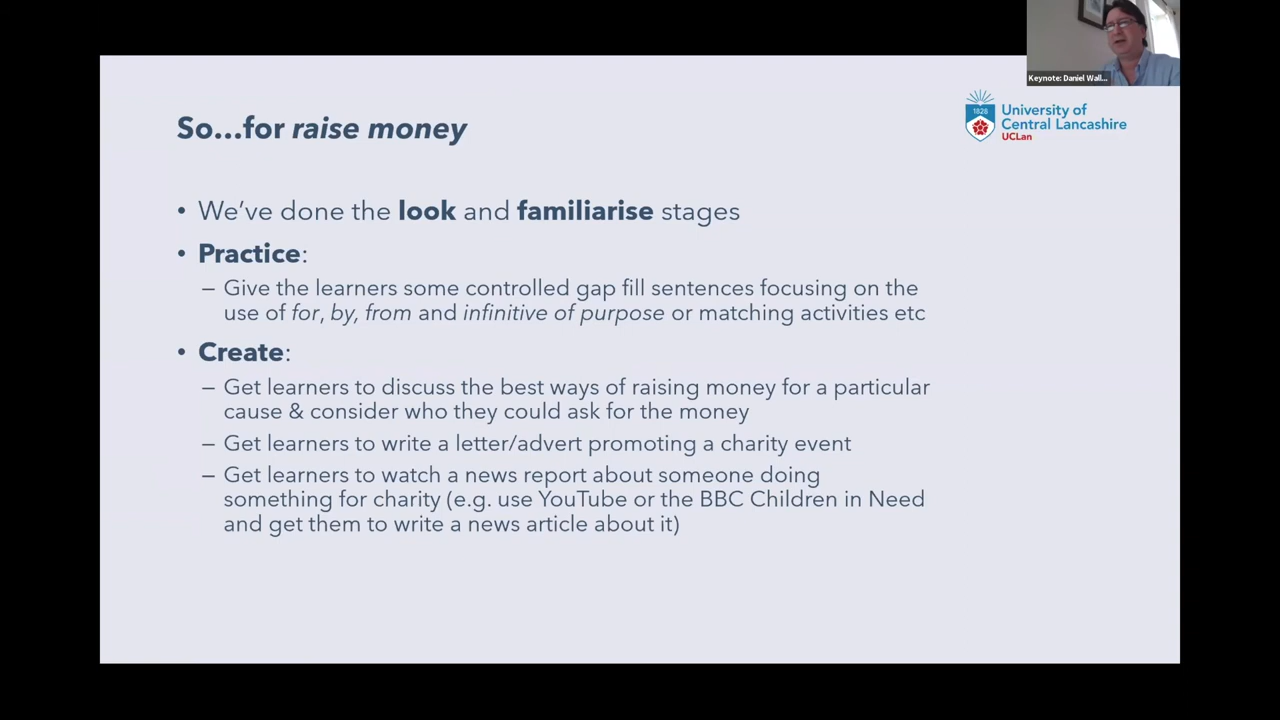 Keynote: Daniel Wall...
So...for raise money
1828
University of
Central Lancashire
UCLan
• We've done the look and familiarise stages
• Practice:
– Give the learners some controlled gap fill sentences focusing on the
use of for, by, from and infinitive of purpose or matching activities etc
• Create:
– Get learners to discuss the best ways of raising money for a particular
cause & consider who they could ask for the money
– Get learners to write a letter/advert promoting a charity event
– Get learners to watch a news report about someone doing
something for charity (e.g. use YouTube or the BBC Children in Need
and get them to write a news article about it)